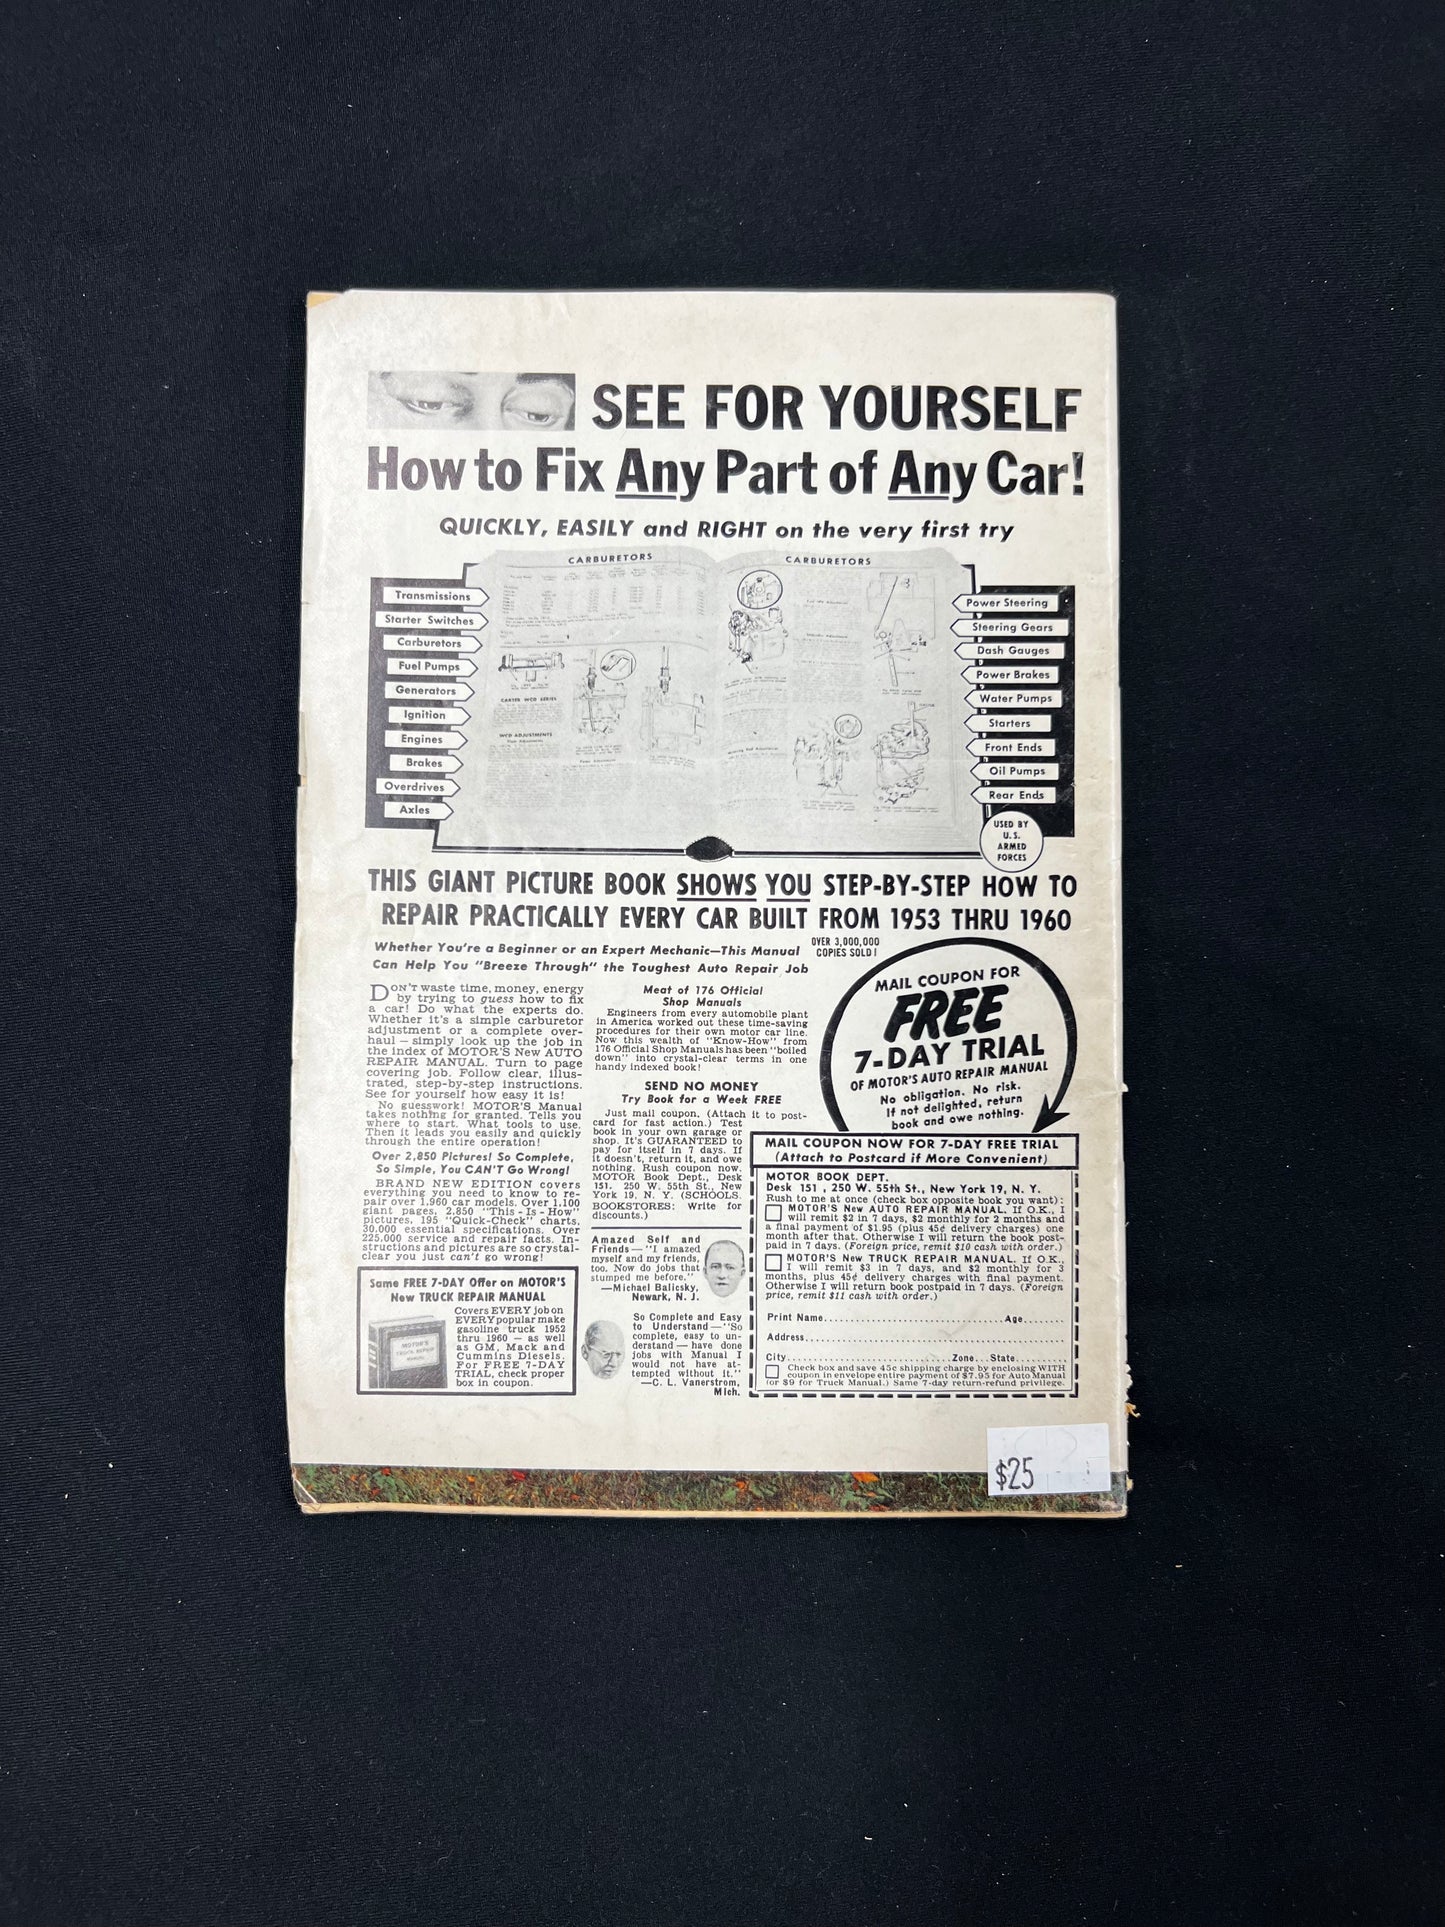 SEE FOR YOURSELF
How to Fix Any Part of Any Car!
QUICKLY, EASILY and RIGHT on the very first try
CARBURETORS
CARBURETORS
Transmissions
Starter Switches
Carburetors
Fuel Pumps
Generators
Ignition
Engines
Brakes
Overdrives
Axles
CARTER WCD SERIES
WCD ADJUSTMENTS
Power Steering
Steering Gears
Dash Gauges
Power Brakes
Water Pumps
Starters
Front Ends
Oil Pumps
Rear Ends
USED BY
U.S.
ARMED
FORCES
THIS GIANT PICTURE BOOK SHOWS YOU STEP-BY-STEP HOW TO
REPAIR PRACTICALLY EVERY CAR BUILT FROM 1953 THRU 1960
Whether You're a Beginner or an Expert Mechanic—This Manual
Can Help You "Breeze Through" the Toughest Auto Repair Job
OVER 3,000,000
COPIES SOLD!
DON'T waste time, money, energy
by trying to guess how to fix
a car! Do what the experts do.
Whether it's a simple carburetor
adjustment or a complete over-
haul — simply look up the job in
the index of MOTOR'S New AUTO
REPAIR MANUAL. Turn to page
covering job. Follow clear, illus-
trated, step-by-step instructions.
See for yourself how easy it is!
No guesswork! MOTOR'S Manual
takes nothing for granted. Tells you
where to start. What tools to use.
Then it leads you easily and quickly
through the entire operation!
Over 2,850 Pictures! So Complete,
So Simple, You CAN'T Go Wrong!
BRAND NEW EDITION covers
everything you need to know to re-
pair over 1,960 car models. Over 1,100
giant pages, 2,850 "This-Is-How"
pictures. 195 "Quick-Check" charts,
30,000 essential specifications. Over
225,000 service and repair facts. In-
structions and pictures are so crystal-
clear you just can't go wrong!
Same FREE 7-DAY Offer on MOTOR'S
New TRUCK REPAIR MANUAL
MOTOR'S
TRUCK REPAIR
MANUAL
Covers EVERY job on
EVERY popular make
gasoline truck 1952
thru 1960 — as well
as GM, Mack and
Cummins Diesels.
For FREE 7-DAY
TRIAL, check proper
box in coupon.
Meat of 176 Official
Shop Manuals
Engineers from every automobile plant
in America worked out these time-saving
procedures for their own motor car line.
Now this wealth of "Know-How" from
176 Official Shop Manuals has been "boiled
down" into crystal-clear terms in one
handy indexed book!
SEND NO MONEY
Try Book for a Week FREE
Just mail coupon. (Attach it to post-
card for fast action.) Test
book in your own garage or
shop. It's GUARANTEED to
pay for itself in 7 days. If
it doesn't, return it, and owe
nothing. Rush coupon now.
MOTOR Book Dept., Desk
151, 250 W. 55th St., New
York 19, N. Y. (SCHOOLS.
BOOKSTORES: Write for
discounts.)
Amazed Self and
Friends—"I amazed
myself and my friends,
too. Now do jobs that
stumped me before."
—Michael Balicsky,
Newark, N. J.
So Complete and Easy
to Understand—"So
complete, easy to un-
derstand — have done
jobs with Manual I
would not have at-
tempted without it."
—C. L. Vanerstrom,
Mich.
MAIL COUPON FOR
FREE
7-DAY TRIAL
OF MOTOR'S AUTO REPAIR MANUAL
No obligation. No risk.
If not delighted, return
book and owe nothing.
MAIL COUPON NOW FOR 7-DAY FREE TRIAL
(Attach to Postcard if More Convenient)
MOTOR BOOK DEPT.
Desk 151, 250 W. 55th St., New York 19, N. Y.
Rush to me at once (check box opposite book you want):
MOTOR'S New AUTO REPAIR MANUAL. If O.K., I
will remit $2 in 7 days, $2 monthly for 2 months and
a final payment of $1.95 (plus 45¢ delivery charges) one
month after that. Otherwise I will return the book post-
paid in 7 days. (Foreign price, remit $10 cash with order.)
MOTOR'S New TRUCK REPAIR MANUAL. If O.K.,
I will remit $3 in 7 days, and $2 monthly for 3
months, plus 45¢ delivery charges with final payment.
Otherwise I will return book postpaid in 7 days. (Foreign
price, remit $11 cash with order.)
Print Name..............................Age........
Address..............................
City..............................Zone...State..........
Check box and save 45c shipping charge by enclosing WITH
coupon in envelope entire payment of $7.95 for Auto Manual
(or $9 for Truck Manual.) Same 7-day return-refund privilege.
$25